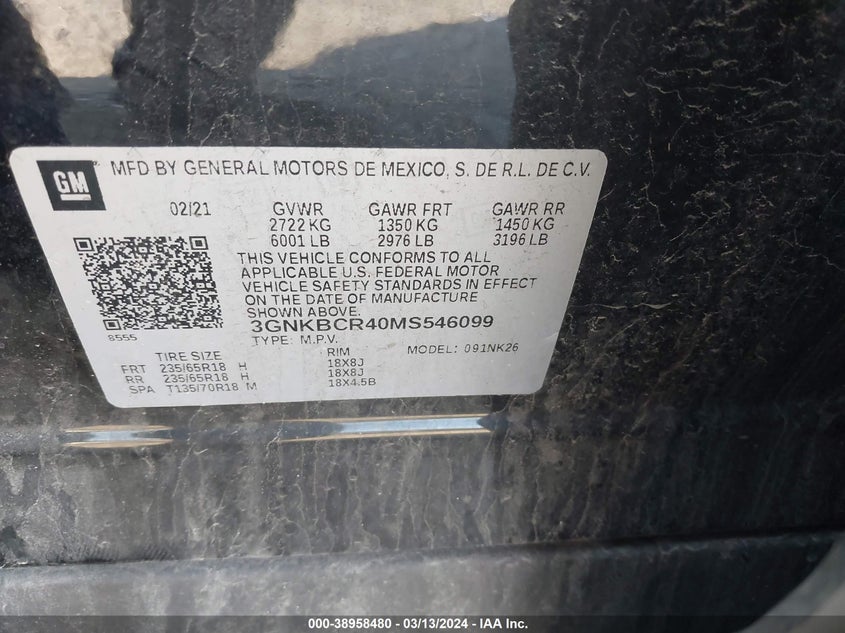 GM MFD BY GENERAL MOTORS DE MEXICO, S. DE R.L. DE C.V.
02/21 GVWR GAWR FRT GAWR RR
2722 KG 1350 KG 1450 KG
6001 LB 2976 LB 3196 LB
THIS VEHICLE CONFORMS TO ALL
APPLICABLE U.S. FEDERAL MOTOR
VEHICLE SAFETY STANDARDS IN EFFECT
ON THE DATE OF MANUFACTURE
SHOWN ABOVE.
3GNKBCR40MS546099
8555 TYPE: M.P.V. MODEL: 091NK26
TIRE SIZE RIM
FRT 235/65R18 H 18X8J
RR 235/65R18 H 18X8J
SPA T135/70R18 M 18X4.5B
000-38958480 - 03/13/2024 - IAA Inc.